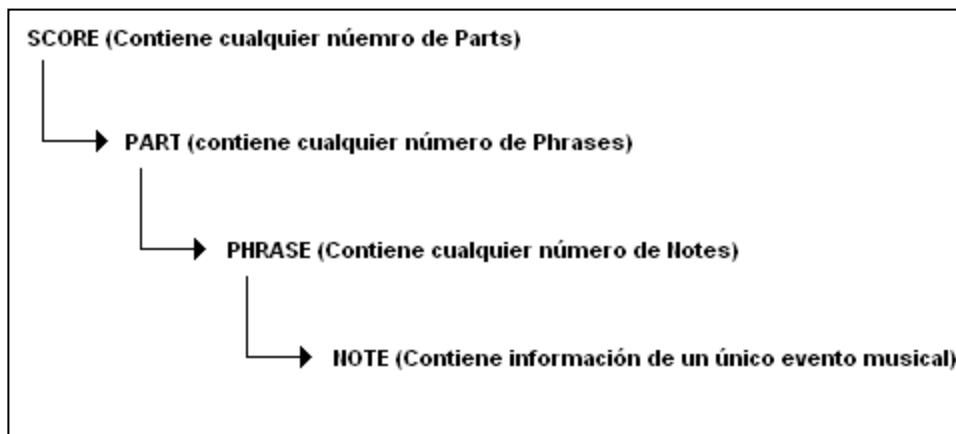 SCORE (Contiene cualquier núemro de Parts)
PART (contiene cualquier número de Phrases)
PHRASE (Contiene cualquier número de Notes)
NOTE (Contiene información de un único evento musical)